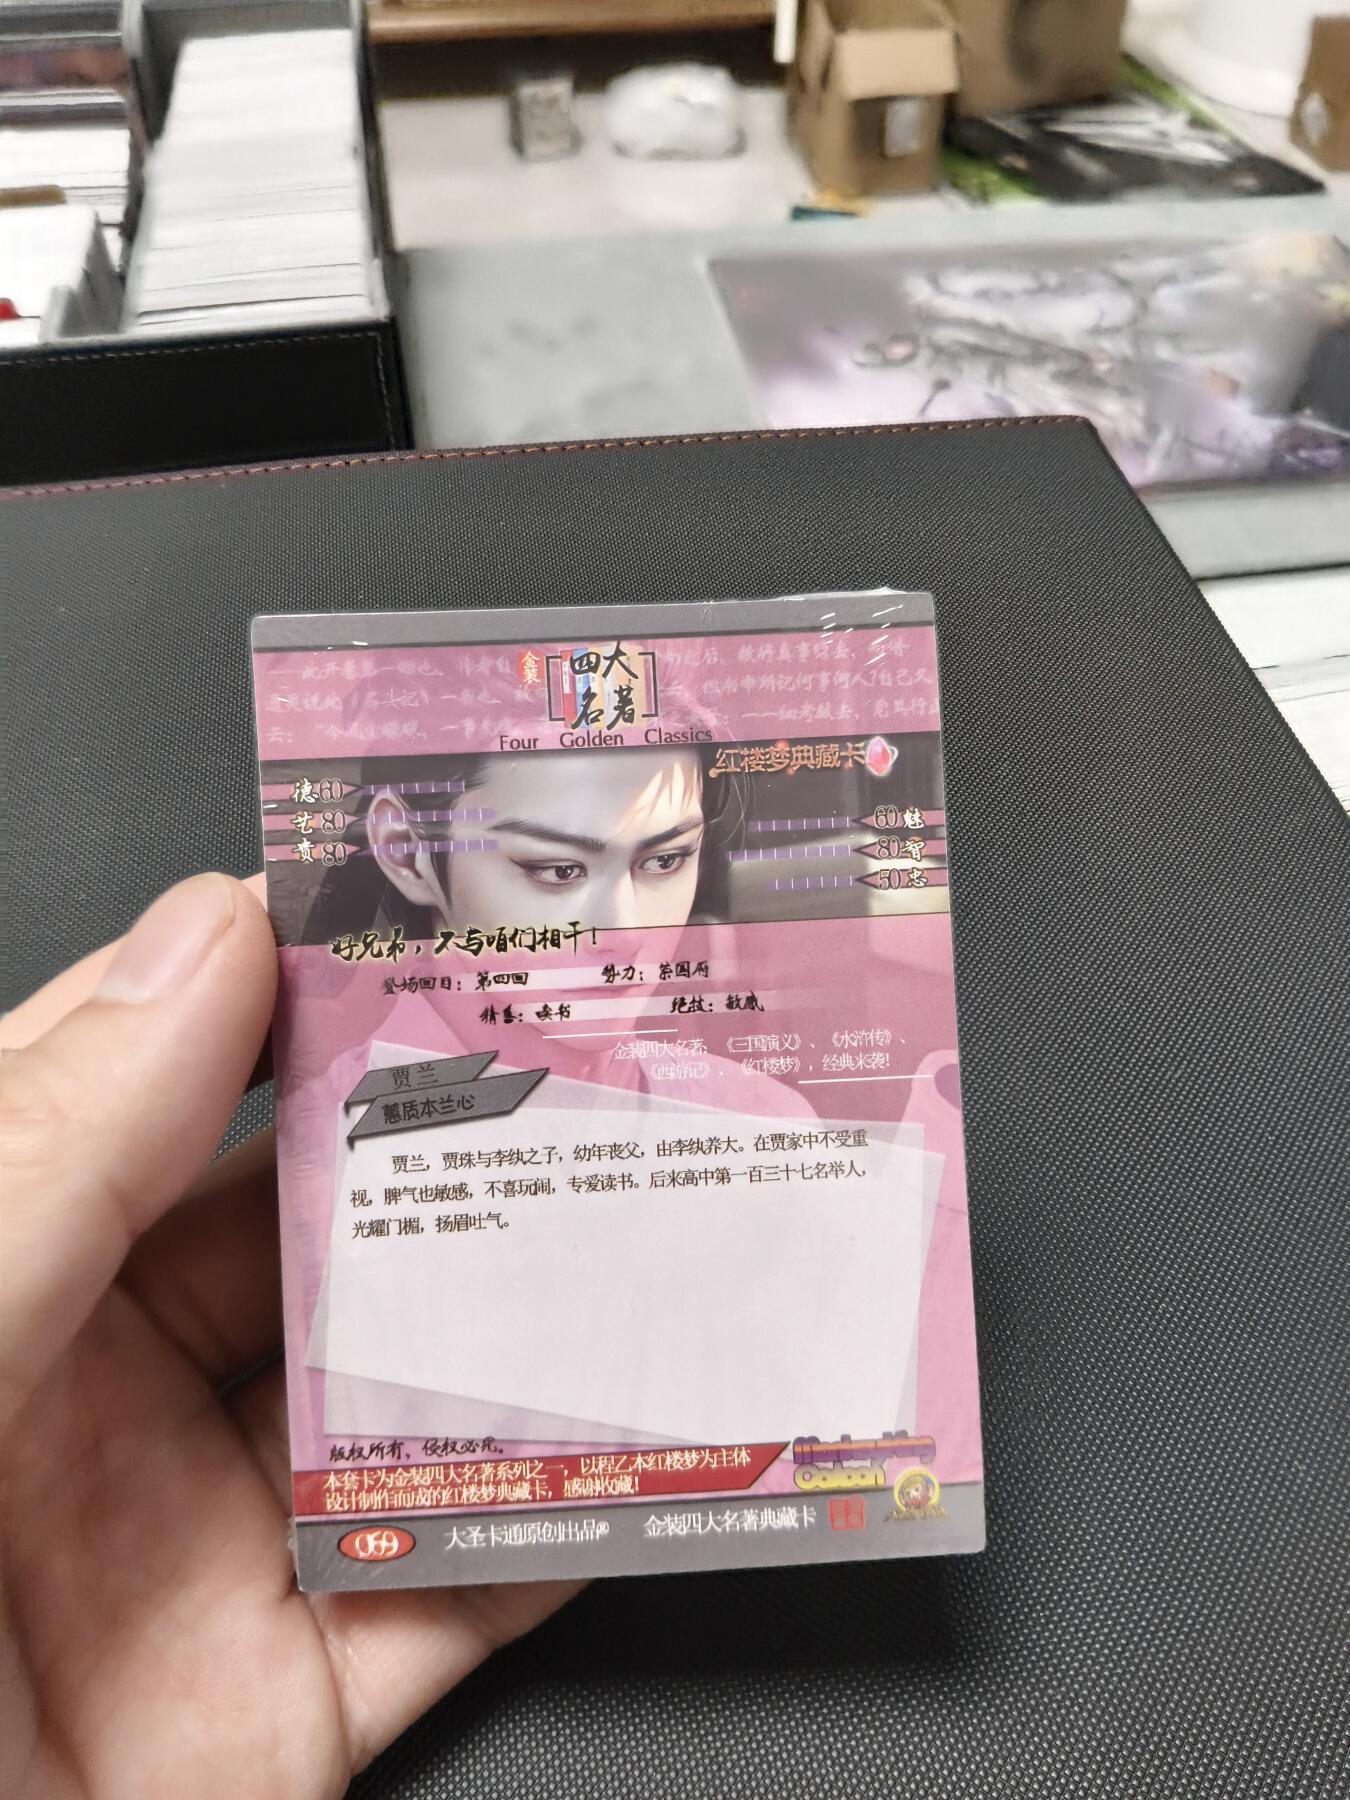 金装
四大
名著
Four Golden Classics
红楼梦典藏卡
德60
艺80
贵80
60魅
80智
50忠
好兄弟，不与咱们相干！
登场回目：第四回 势力：荣国府
精急：读书 绝技：敏感
金装四大名著：《三国演义》、《水浒传》、
《西游记》、《红楼梦》，经典来袭！
贾兰
蕙质本兰心
贾兰，贾珠与李纨之子，幼年丧父，由李纨养大。在贾家中不受重
视，脾气也敏感，不喜玩闹，专爱读书。后来高中第一百三十七名举人，
光耀门楣，扬眉吐气。
版权所有，侵权必究。
本套卡为金装四大名著系列之一，以程乙本红楼梦为主体
设计制作而成的红楼梦典藏卡，感谢收藏！
059
大圣卡通原创出品
金装四大名著典藏卡